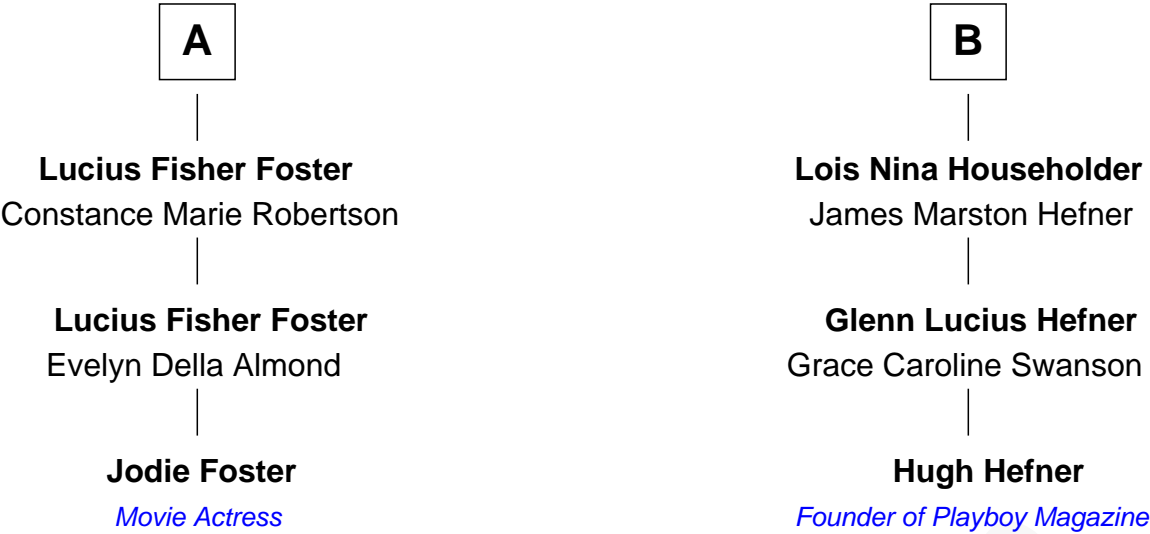 A
B
Lucius Fisher Foster
Constance Marie Robertson
Lois Nina Householder
James Marston Hefner
Lucius Fisher Foster
Evelyn Della Almond
Glenn Lucius Hefner
Grace Caroline Swanson
Jodie Foster
Movie Actress
Hugh Hefner
Founder of Playboy Magazine